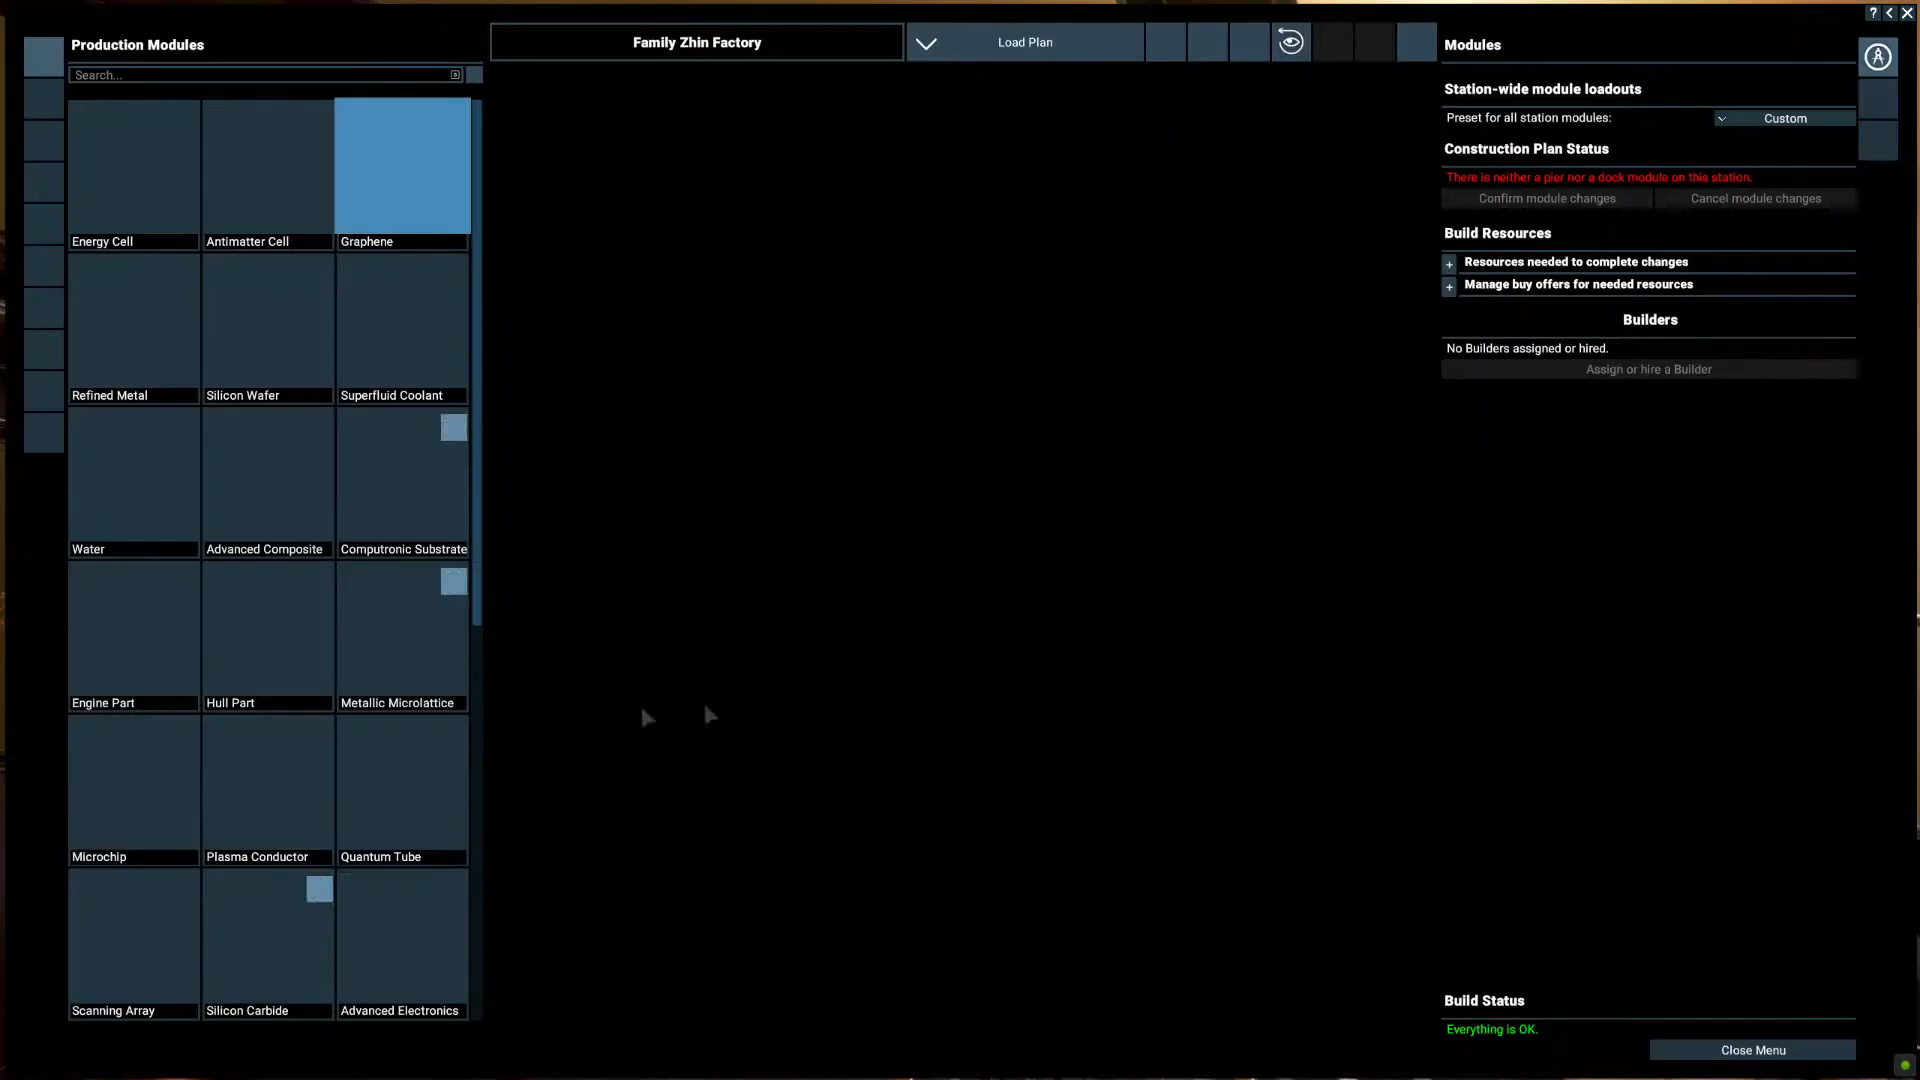 ? < X
Production Modules
Search...
Energy Cell
Antimatter Cell
Graphene
Refined Metal
Silicon Wafer
Superfluid Coolant
Water
Advanced Composite
Computronic Substrate
Engine Part
Hull Part
Metallic Microlattice
Microchip
Plasma Conductor
Quantum Tube
Scanning Array
Silicon Carbide
Advanced Electronics
Family Zhin Factory
Load Plan
Modules
Station-wide module loadouts
Preset for all station modules:
Custom
Construction Plan Status
There is neither a pier nor a dock module on this station.
Confirm module changes
Cancel module changes
Build Resources
+ Resources needed to complete changes
+ Manage buy offers for needed resources
Builders
No Builders assigned or hired.
Assign or hire a Builder
Build Status
Everything is OK.
Close Menu